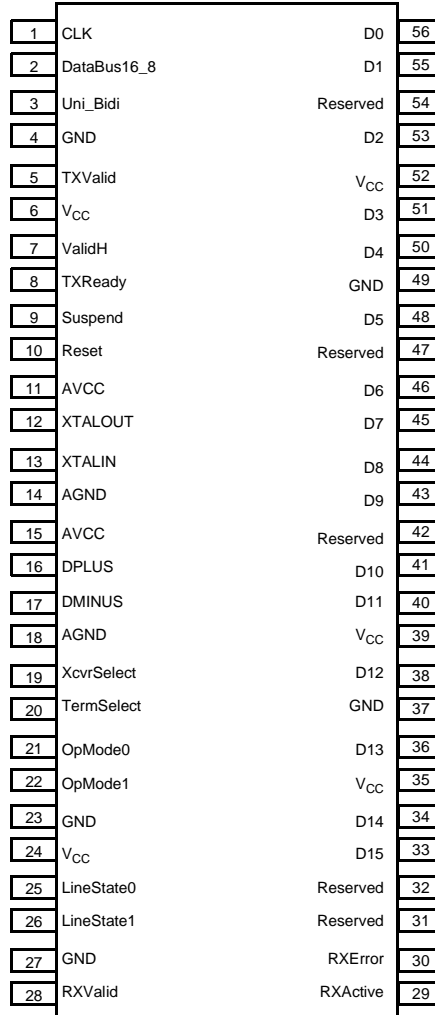 1 CLK D0 56
2 DataBus16_8 D1 55
3 Uni_Bidi Reserved 54
4 GND D2 53
5 TXValid VCC 52
6 VCC D3 51
7 ValidH D4 50
8 TXReady GND 49
9 Suspend D5 48
10 Reset Reserved 47
11 AVCC D6 46
12 XTALOUT D7 45
13 XTALIN D8 44
14 AGND D9 43
15 AVCC Reserved 42
16 DPLUS D10 41
17 DMINUS D11 40
18 AGND VCC 39
19 XcvrSelect D12 38
20 TermSelect GND 37
21 OpMode0 D13 36
22 OpMode1 VCC 35
23 GND D14 34
24 VCC D15 33
25 LineState0 Reserved 32
26 LineState1 Reserved 31
27 GND RXError 30
28 RXValid RXActive 29